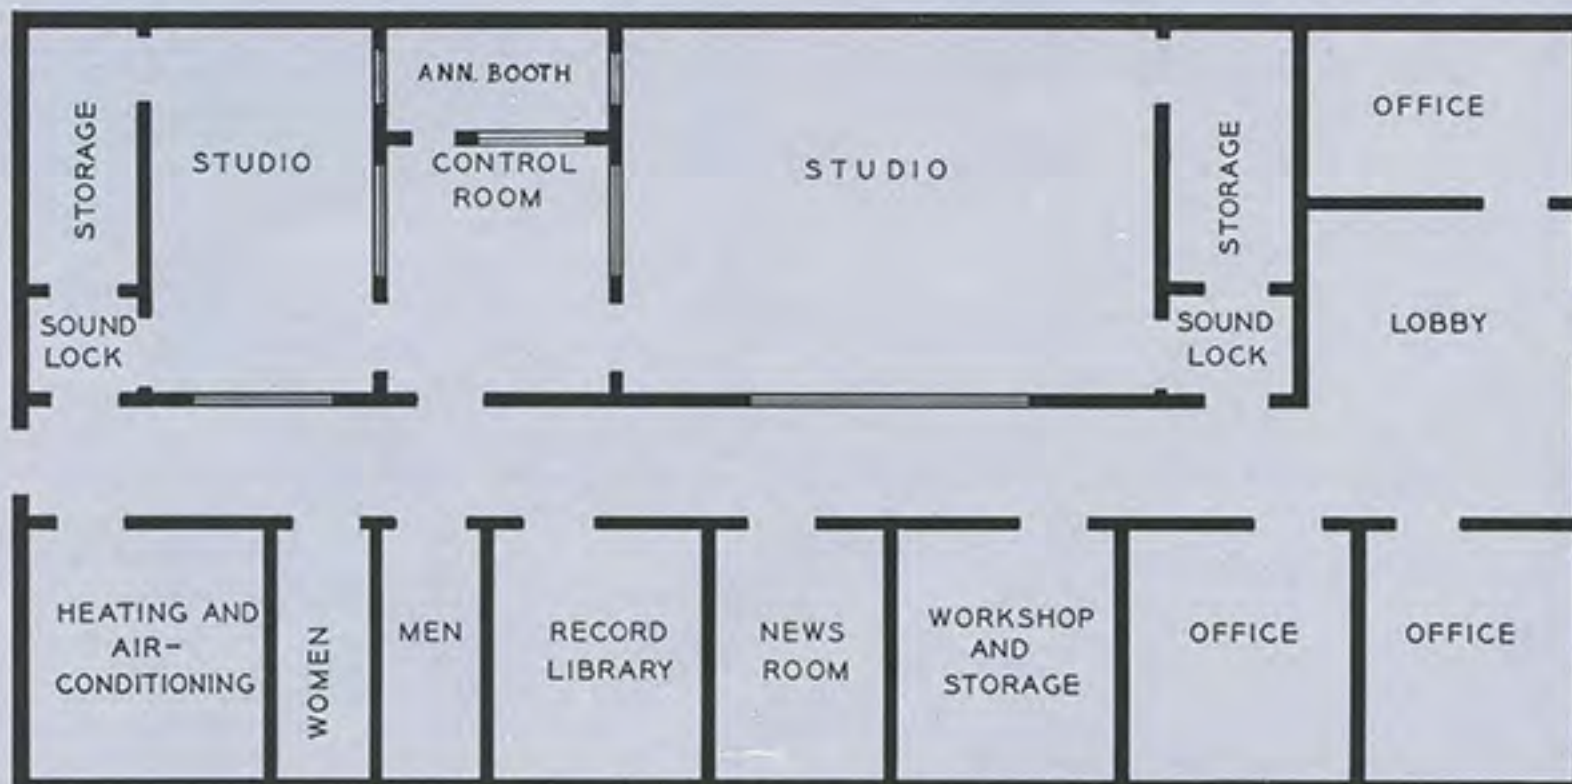 ANN. BOOTH
OFFICE
STORAGE
STUDIO
CONTROL
ROOM
STUDIO
STORAGE
SOUND
LOCK
SOUND
LOCK
LOBBY
HEATING AND
AIR-
CONDITIONING
WOMEN
MEN
RECORD
LIBRARY
NEWS
ROOM
WORKSHOP
AND
STORAGE
OFFICE
OFFICE